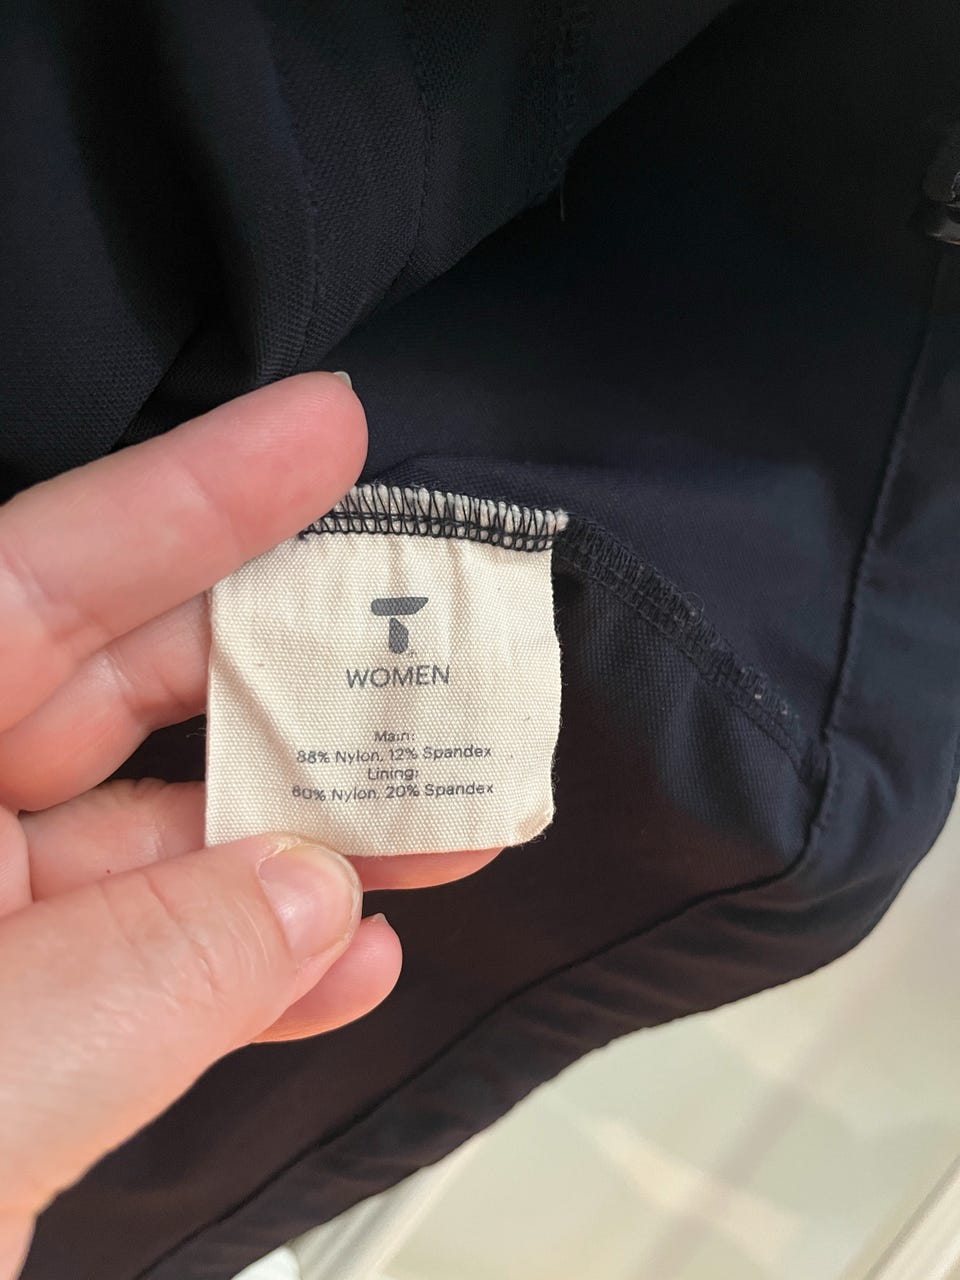 WOMEN
Main:
88% Nylon, 12% Spandex
Lining:
80% Nylon, 20% Spandex